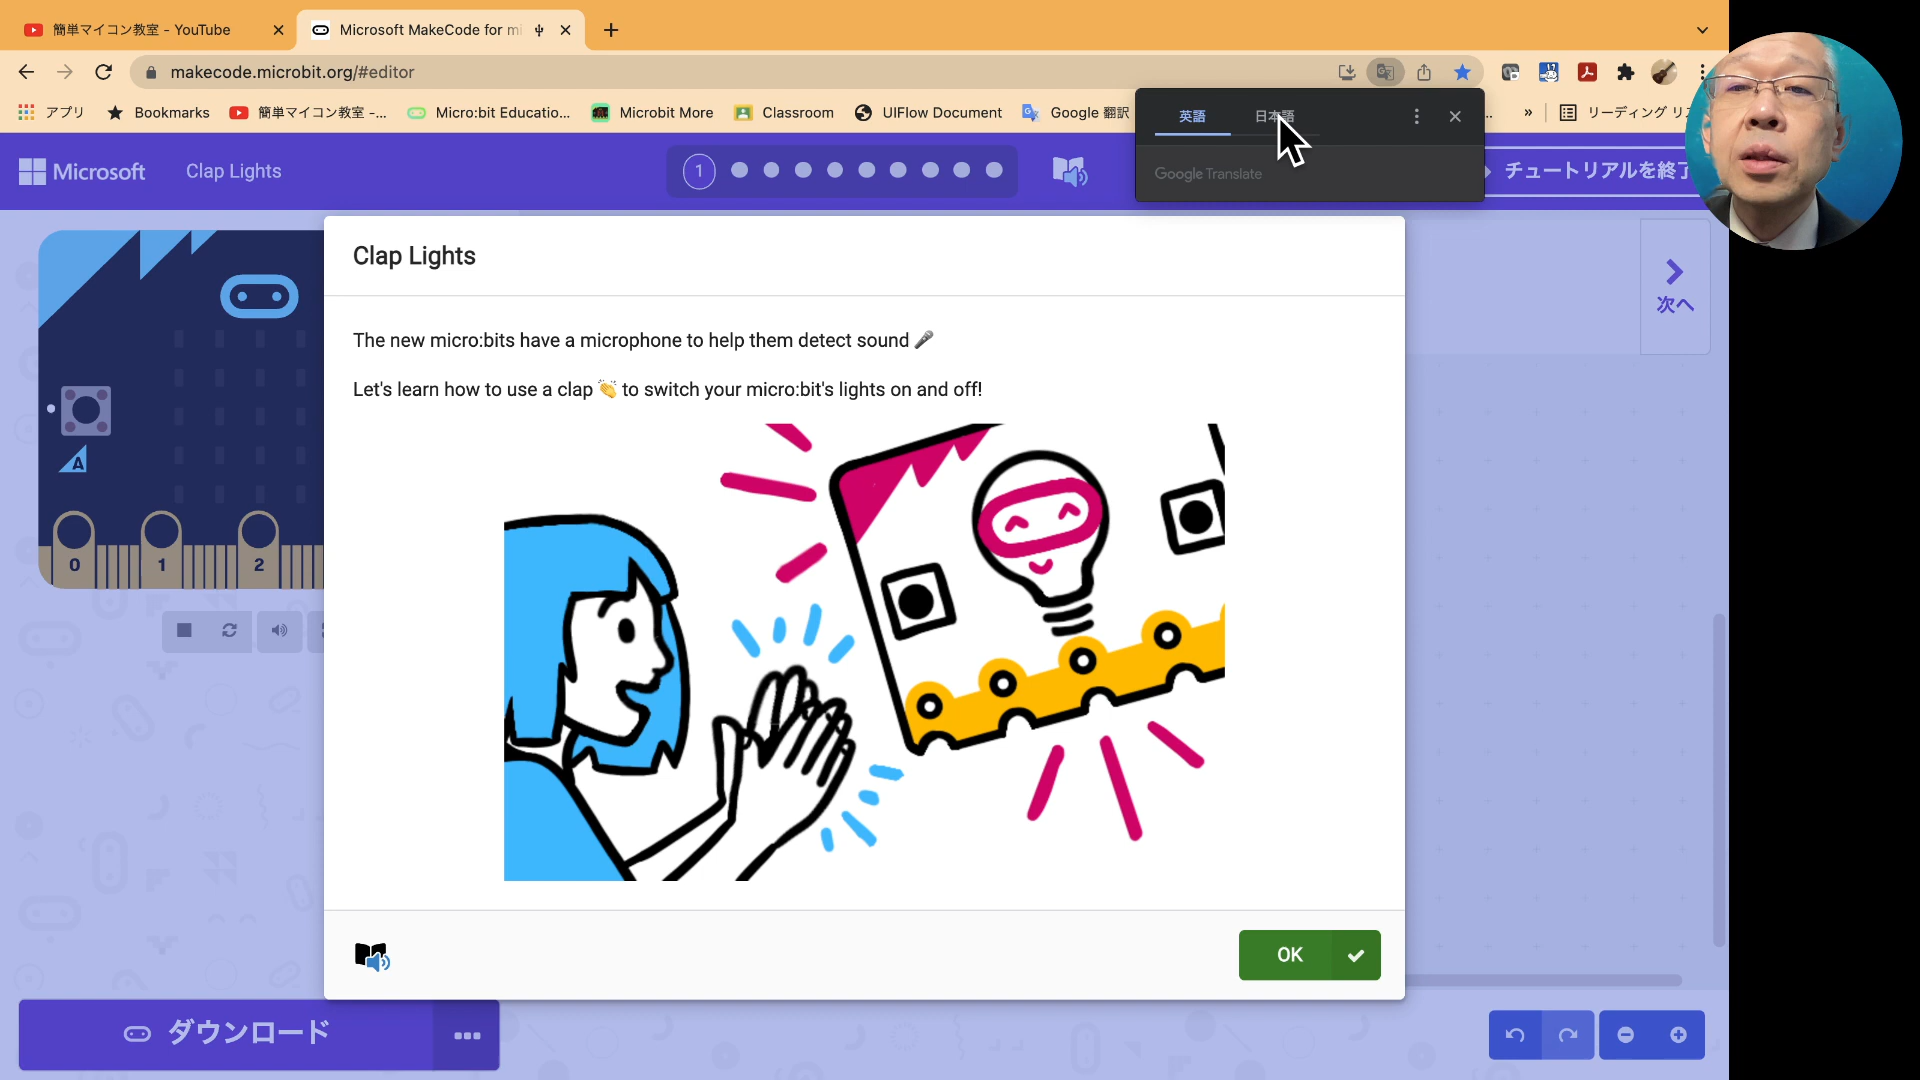 簡単マイコン教室 - YouTube
Microsoft MakeCode for mi
makecode.microbit.org/#editor
アプリ
Bookmarks
簡単マイコン教室 -...
Micro:bit Educatio...
Microbit More
Classroom
UIFlow Document
Google 翻訳
»
リーディング リス
英語
日本語
Google Translate
Microsoft
Clap Lights
1
チュートリアルを終了
Clap Lights
The new micro:bits have a microphone to help them detect sound 🎤
Let's learn how to use a clap 👏 to switch your micro:bit's lights on and off!
次へ
A
0
1
2
OK
ダウンロード